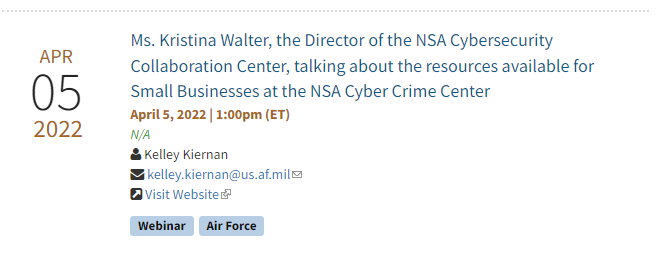 APR
05
2022
Ms. Kristina Walter, the Director of the NSA Cybersecurity
Collaboration Center, talking about the resources available for
Small Businesses at the NSA Cyber Crime Center
April 5, 2022 | 1:00pm (ET)
N/A
Kelley Kiernan
kelley.kiernan@us.af.mil
Visit Website
Webinar Air Force